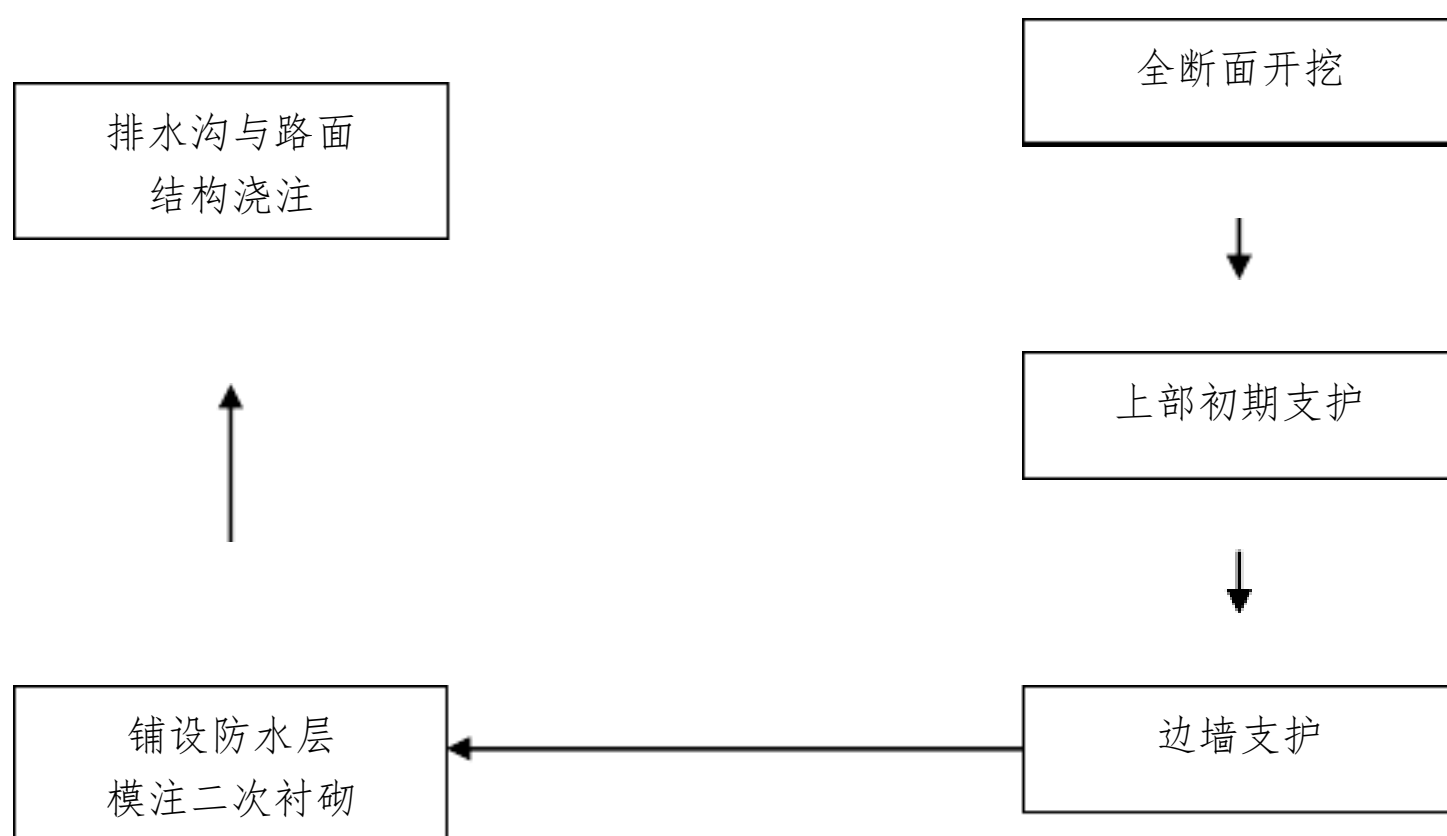 全断面开挖
排水沟与路面
结构浇注
上部初期支护
铺设防水层
模注二次衬砌
边墙支护